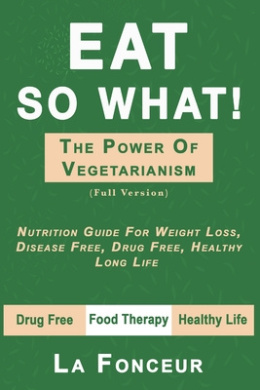 EAT
SO WHAT!
THE POWER OF
VEGETARIANISM
(Full Version)
NUTRITION GUIDE FOR WEIGHT LOSS,
DISEASE FREE, DRUG FREE, HEALTHY
LONG LIFE
Drug Free Food Therapy Healthy Life
LA FONCEUR